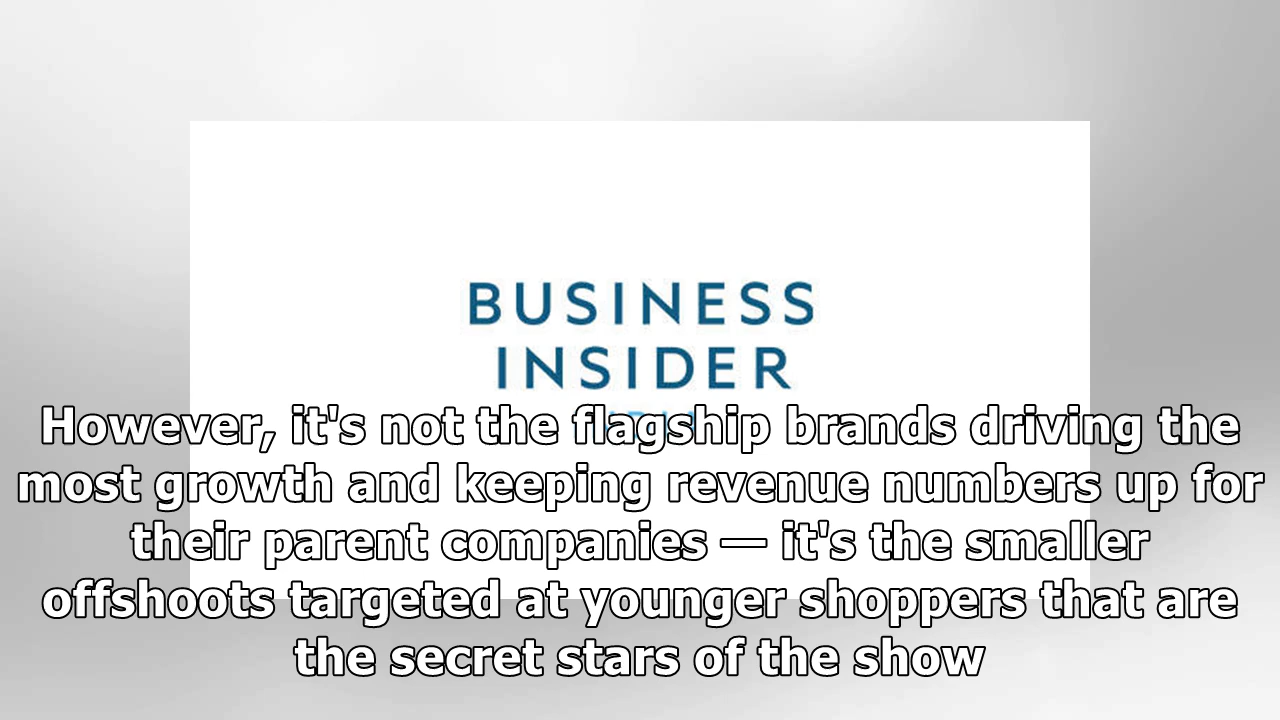 BUSINESS
INSIDER
However, it's not the flagship brands driving the
most growth and keeping revenue numbers up for
their parent companies — it's the smaller
offshoots targeted at younger shoppers that are
the secret stars of the show